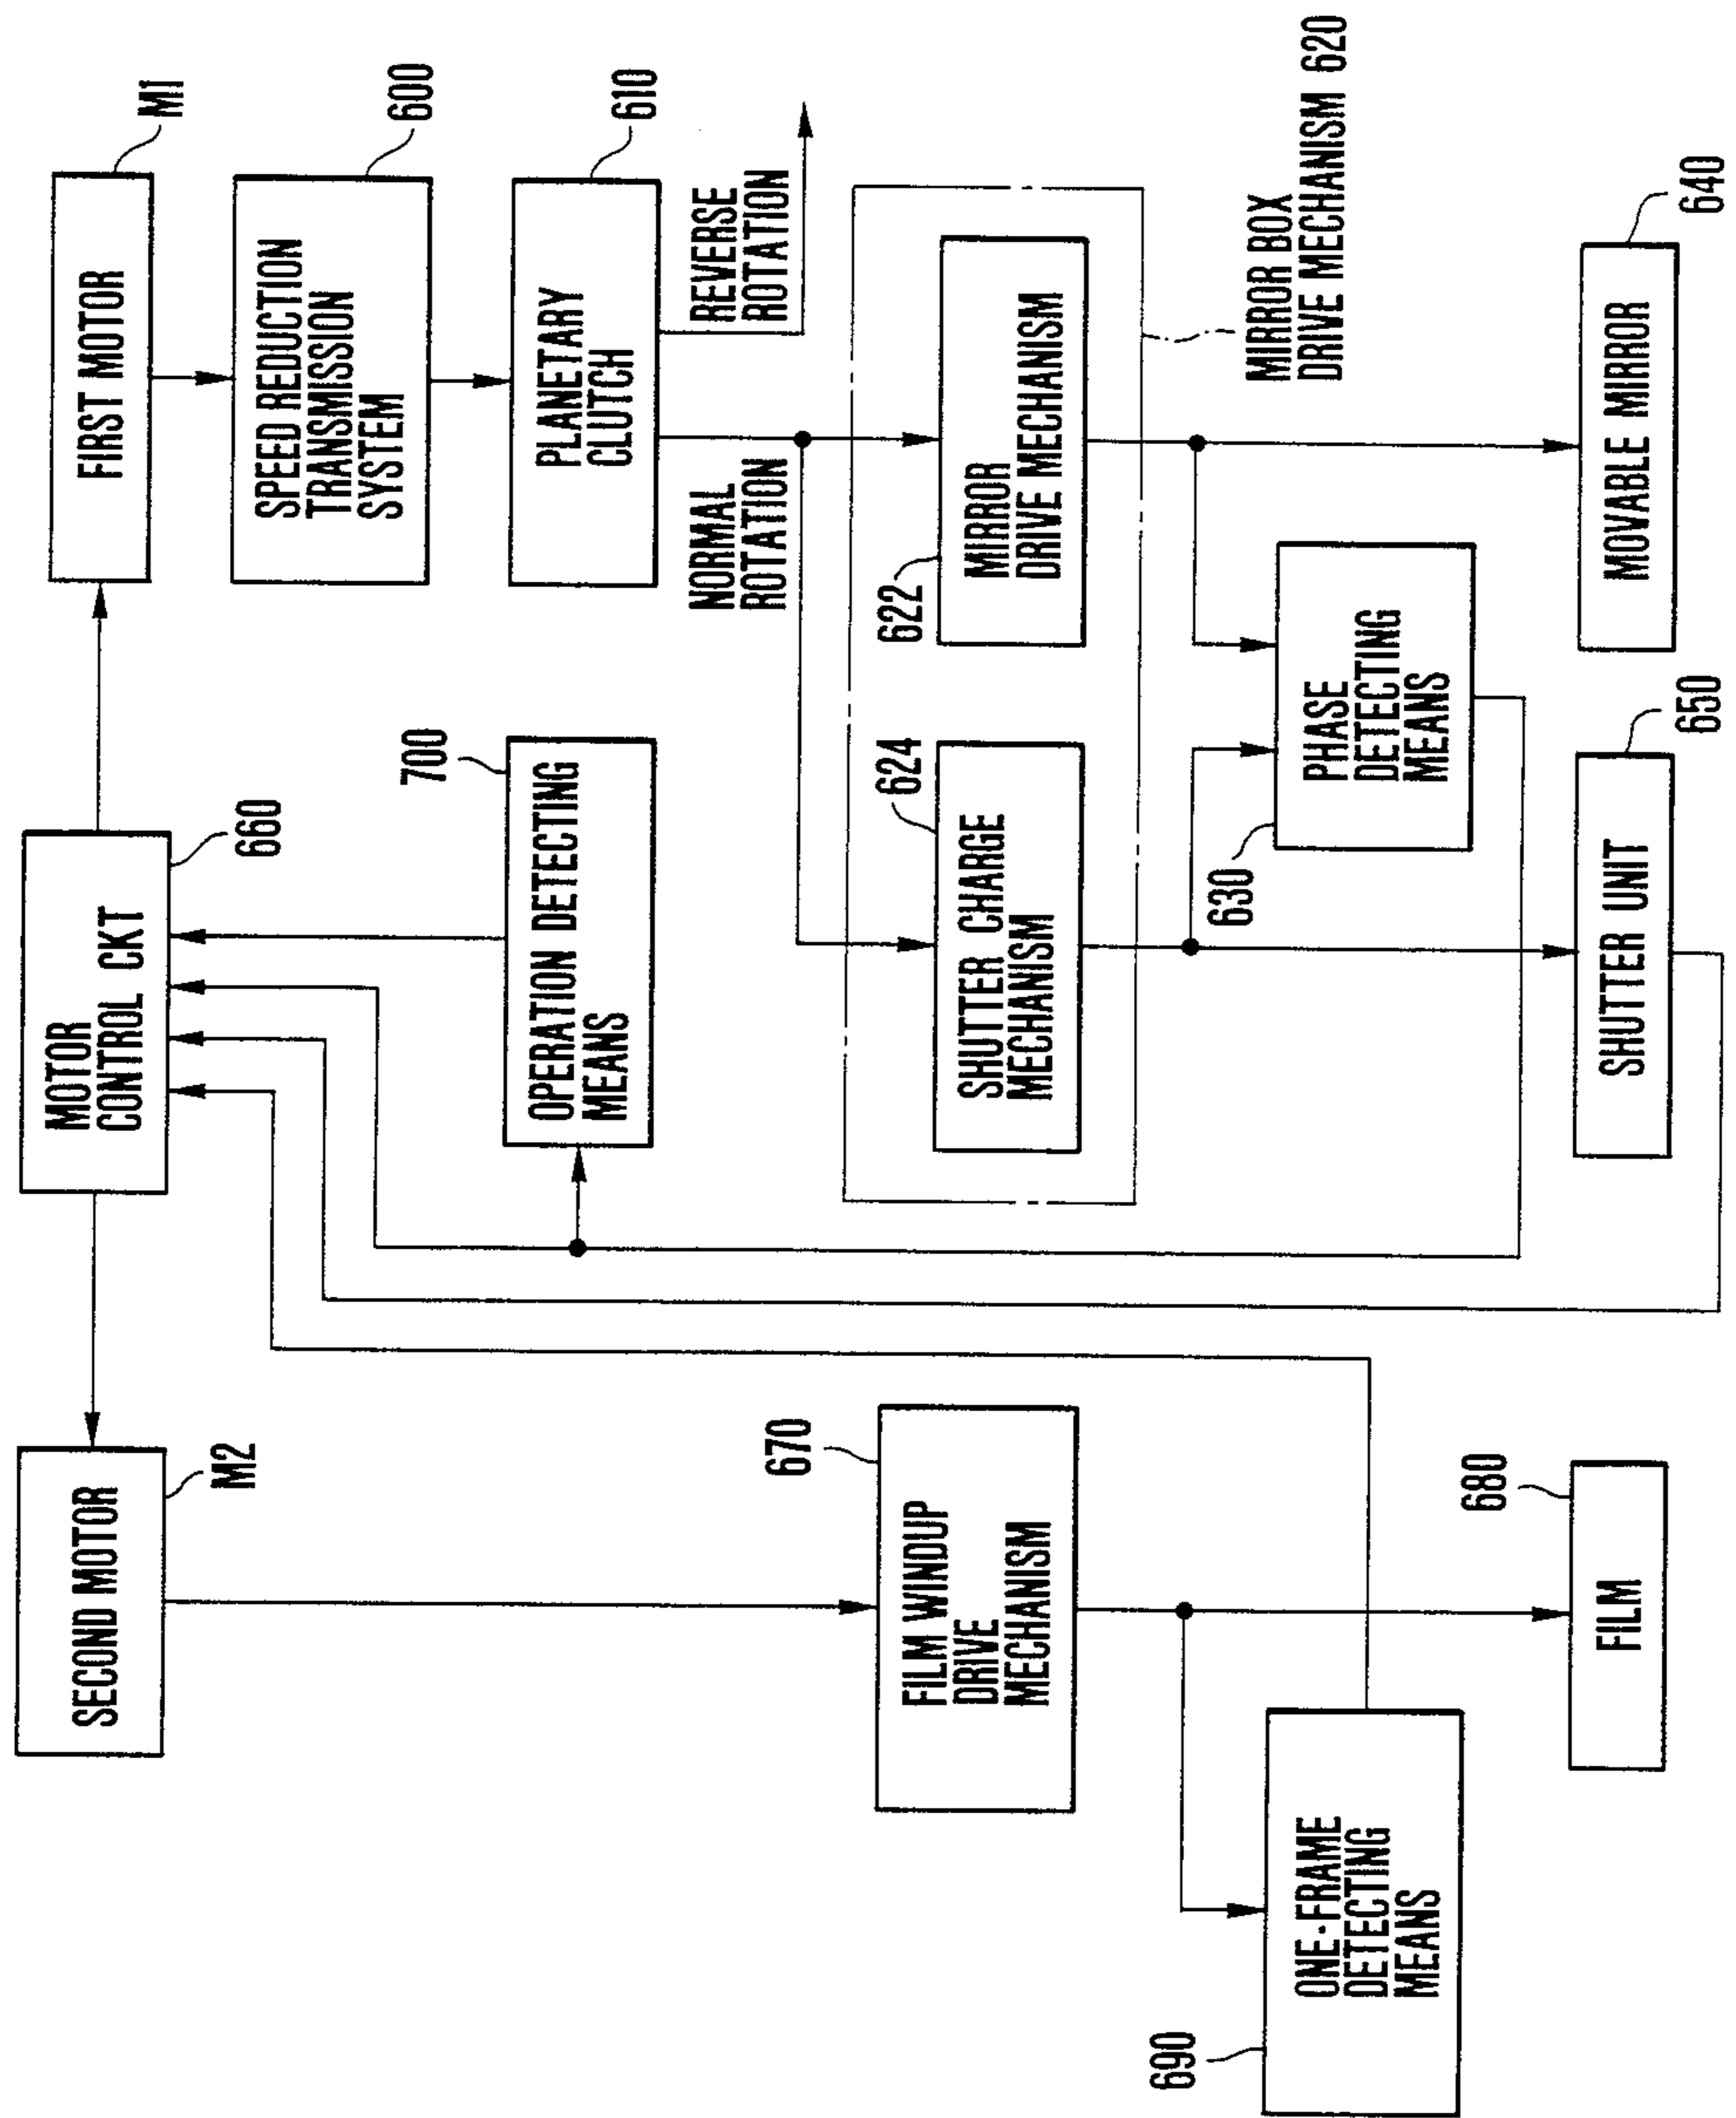 SECOND MOTOR
M2
MOTOR
CONTROL CKT
660
FIRST MOTOR
M1
SPEED REDUCTION
TRANSMISSION
SYSTEM
600
OPERATION DETECTING
MEANS
700
PLANETARY
CLUTCH
610
NORMAL
ROTATION
REVERSE
ROTATION
FILM WINDUP
DRIVE
MECHANISM
670
SHUTTER CHARGE
MECHANISM
624
MIRROR
DRIVE MECHANISM
622
MIRROR BOX
DRIVE MECHANISM 620
ONE-FRAME
DETECTING
MEANS
690
PHASE
DETECTING
MEANS
630
FILM
680
SHUTTER UNIT
650
MOVABLE MIRROR
640